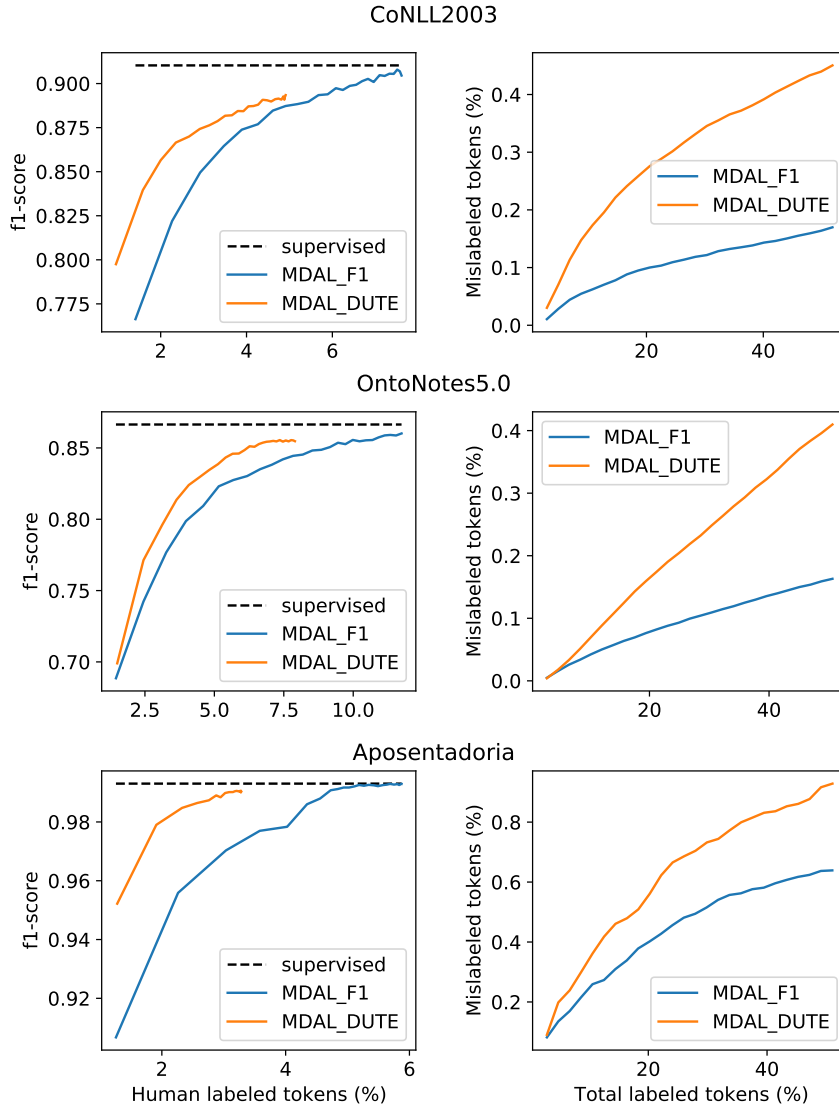 CoNLL2003
0.900
0.875
0.850
0.825
0.800
0.775
f1-score
supervised
MDAL_F1
MDAL_DUTE
2
4
6
0.4
0.3
0.2
0.1
0.0
Mislabeled tokens (%)
MDAL_F1
MDAL_DUTE
20
40
OntoNotes5.0
0.85
0.80
0.75
0.70
f1-score
supervised
MDAL_F1
MDAL_DUTE
2.5
5.0
7.5
10.0
0.4
0.3
0.2
0.1
0.0
Mislabeled tokens (%)
MDAL_F1
MDAL_DUTE
20
40
Aposentadoria
0.98
0.96
0.94
0.92
f1-score
supervised
MDAL_F1
MDAL_DUTE
2
4
6
Human labeled tokens (%)
0.8
0.6
0.4
0.2
Mislabeled tokens (%)
MDAL_F1
MDAL_DUTE
20
40
Total labeled tokens (%)